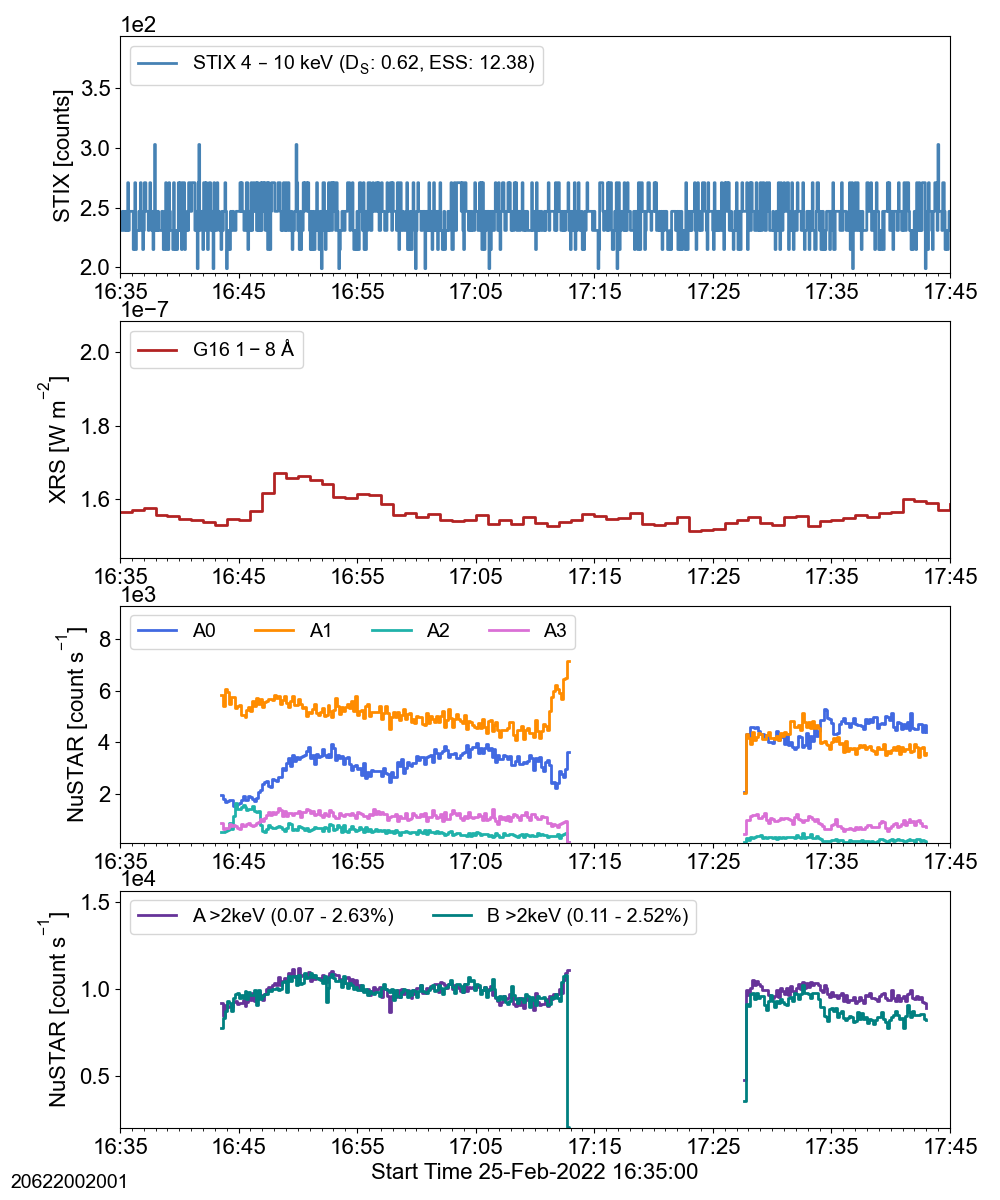 1e2
STIX 4 – 10 keV (D_S: 0.62, ESS: 12.38)
STIX [counts]
3.5
3.0
2.5
2.0
16:35 16:45 16:55 17:05 17:15 17:25 17:35 17:45
1e−7
G16 1 − 8 Å
XRS [W m⁻²]
2.0
1.8
1.6
16:35 16:45 16:55 17:05 17:15 17:25 17:35 17:45
1e3
A0 A1 A2 A3
NuSTAR [count s⁻¹]
8
6
4
2
16:35 16:45 16:55 17:05 17:15 17:25 17:35 17:45
1e4
A >2keV (0.07 - 2.63%) B >2keV (0.11 - 2.52%)
NuSTAR [count s⁻¹]
1.5
1.0
0.5
16:35 16:45 16:55 17:05 17:15 17:25 17:35 17:45
Start Time 25-Feb-2022 16:35:00
20622002001